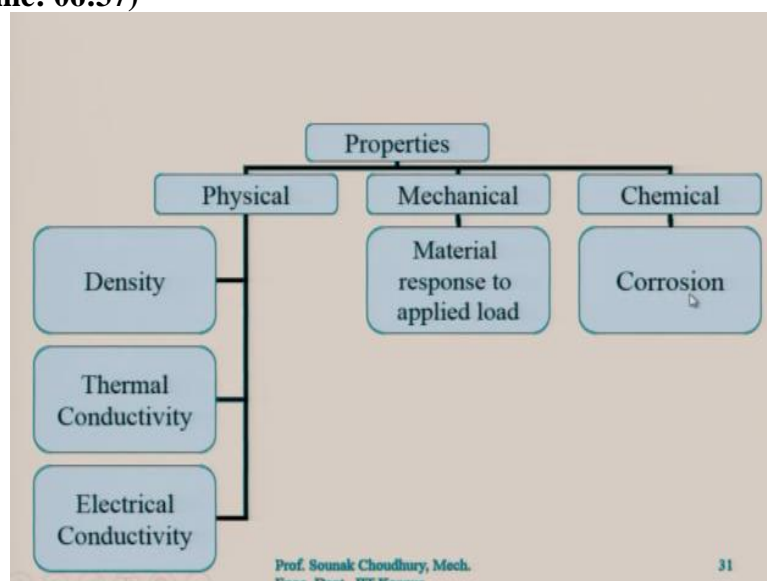 Properties
Physical
Mechanical
Chemical
Density
Material
response to
applied load
Corrosion
Thermal
Conductivity
Electrical
Conductivity
Prof. Sounak Choudhury, Mech.
31